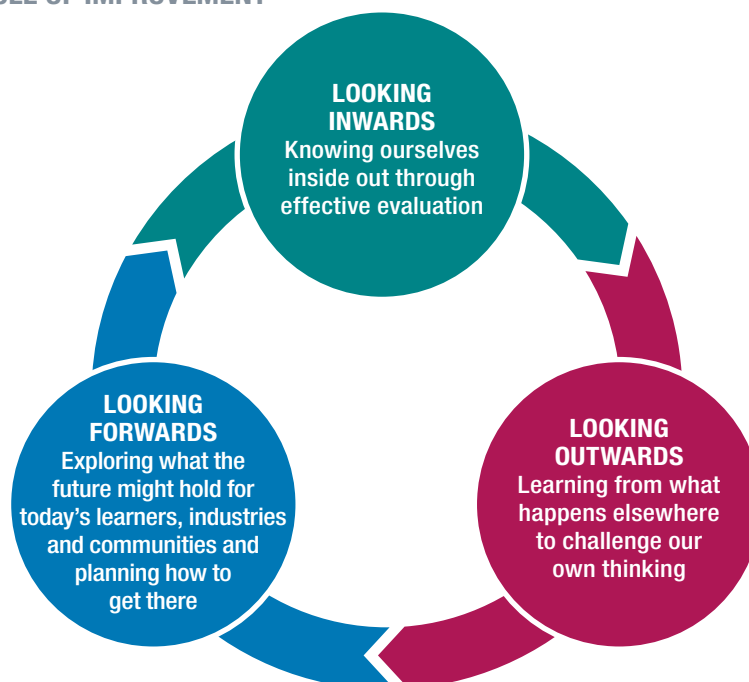 LOOKING
INWARDS
Knowing ourselves
inside out through
effective evaluation
LOOKING
OUTWARDS
Learning from what
happens elsewhere
to challenge our
own thinking
LOOKING
FORWARDS
Exploring what the
future might hold for
today's learners, industries
and communities and
planning how to
get there